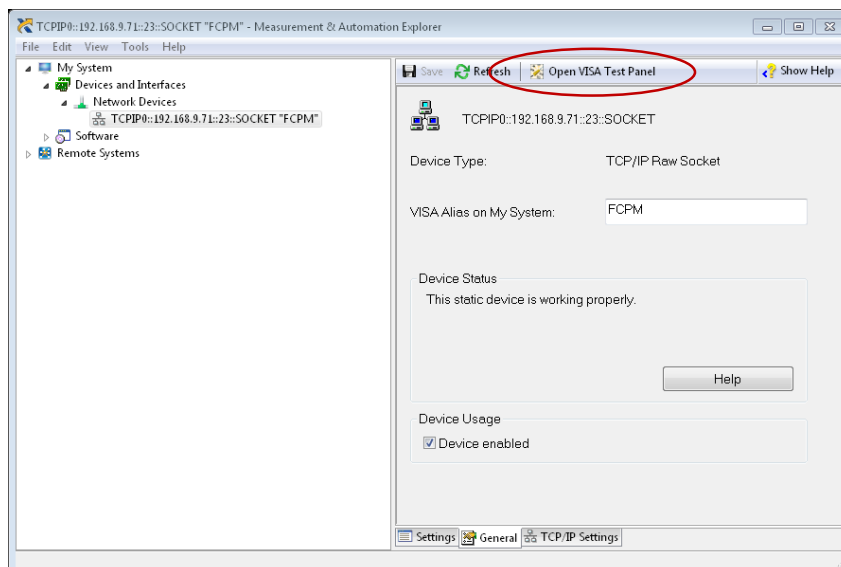 TCPIP0::192.168.9.71::23::SOCKET "FCPM" - Measurement & Automation Explorer
File Edit View Tools Help
My System
Devices and Interfaces
Network Devices
TCPIP0::192.168.9.71::23::SOCKET "FCPM"
Software
Remote Systems
Save Refresh Open VISA Test Panel Show Help
TCPIP0::192.168.9.71::23::SOCKET
Device Type: TCP/IP Raw Socket
VISA Alias on My System: FCPM
Device Status
This static device is working properly.
Help
Device Usage
Device enabled
Settings General TCP/IP Settings